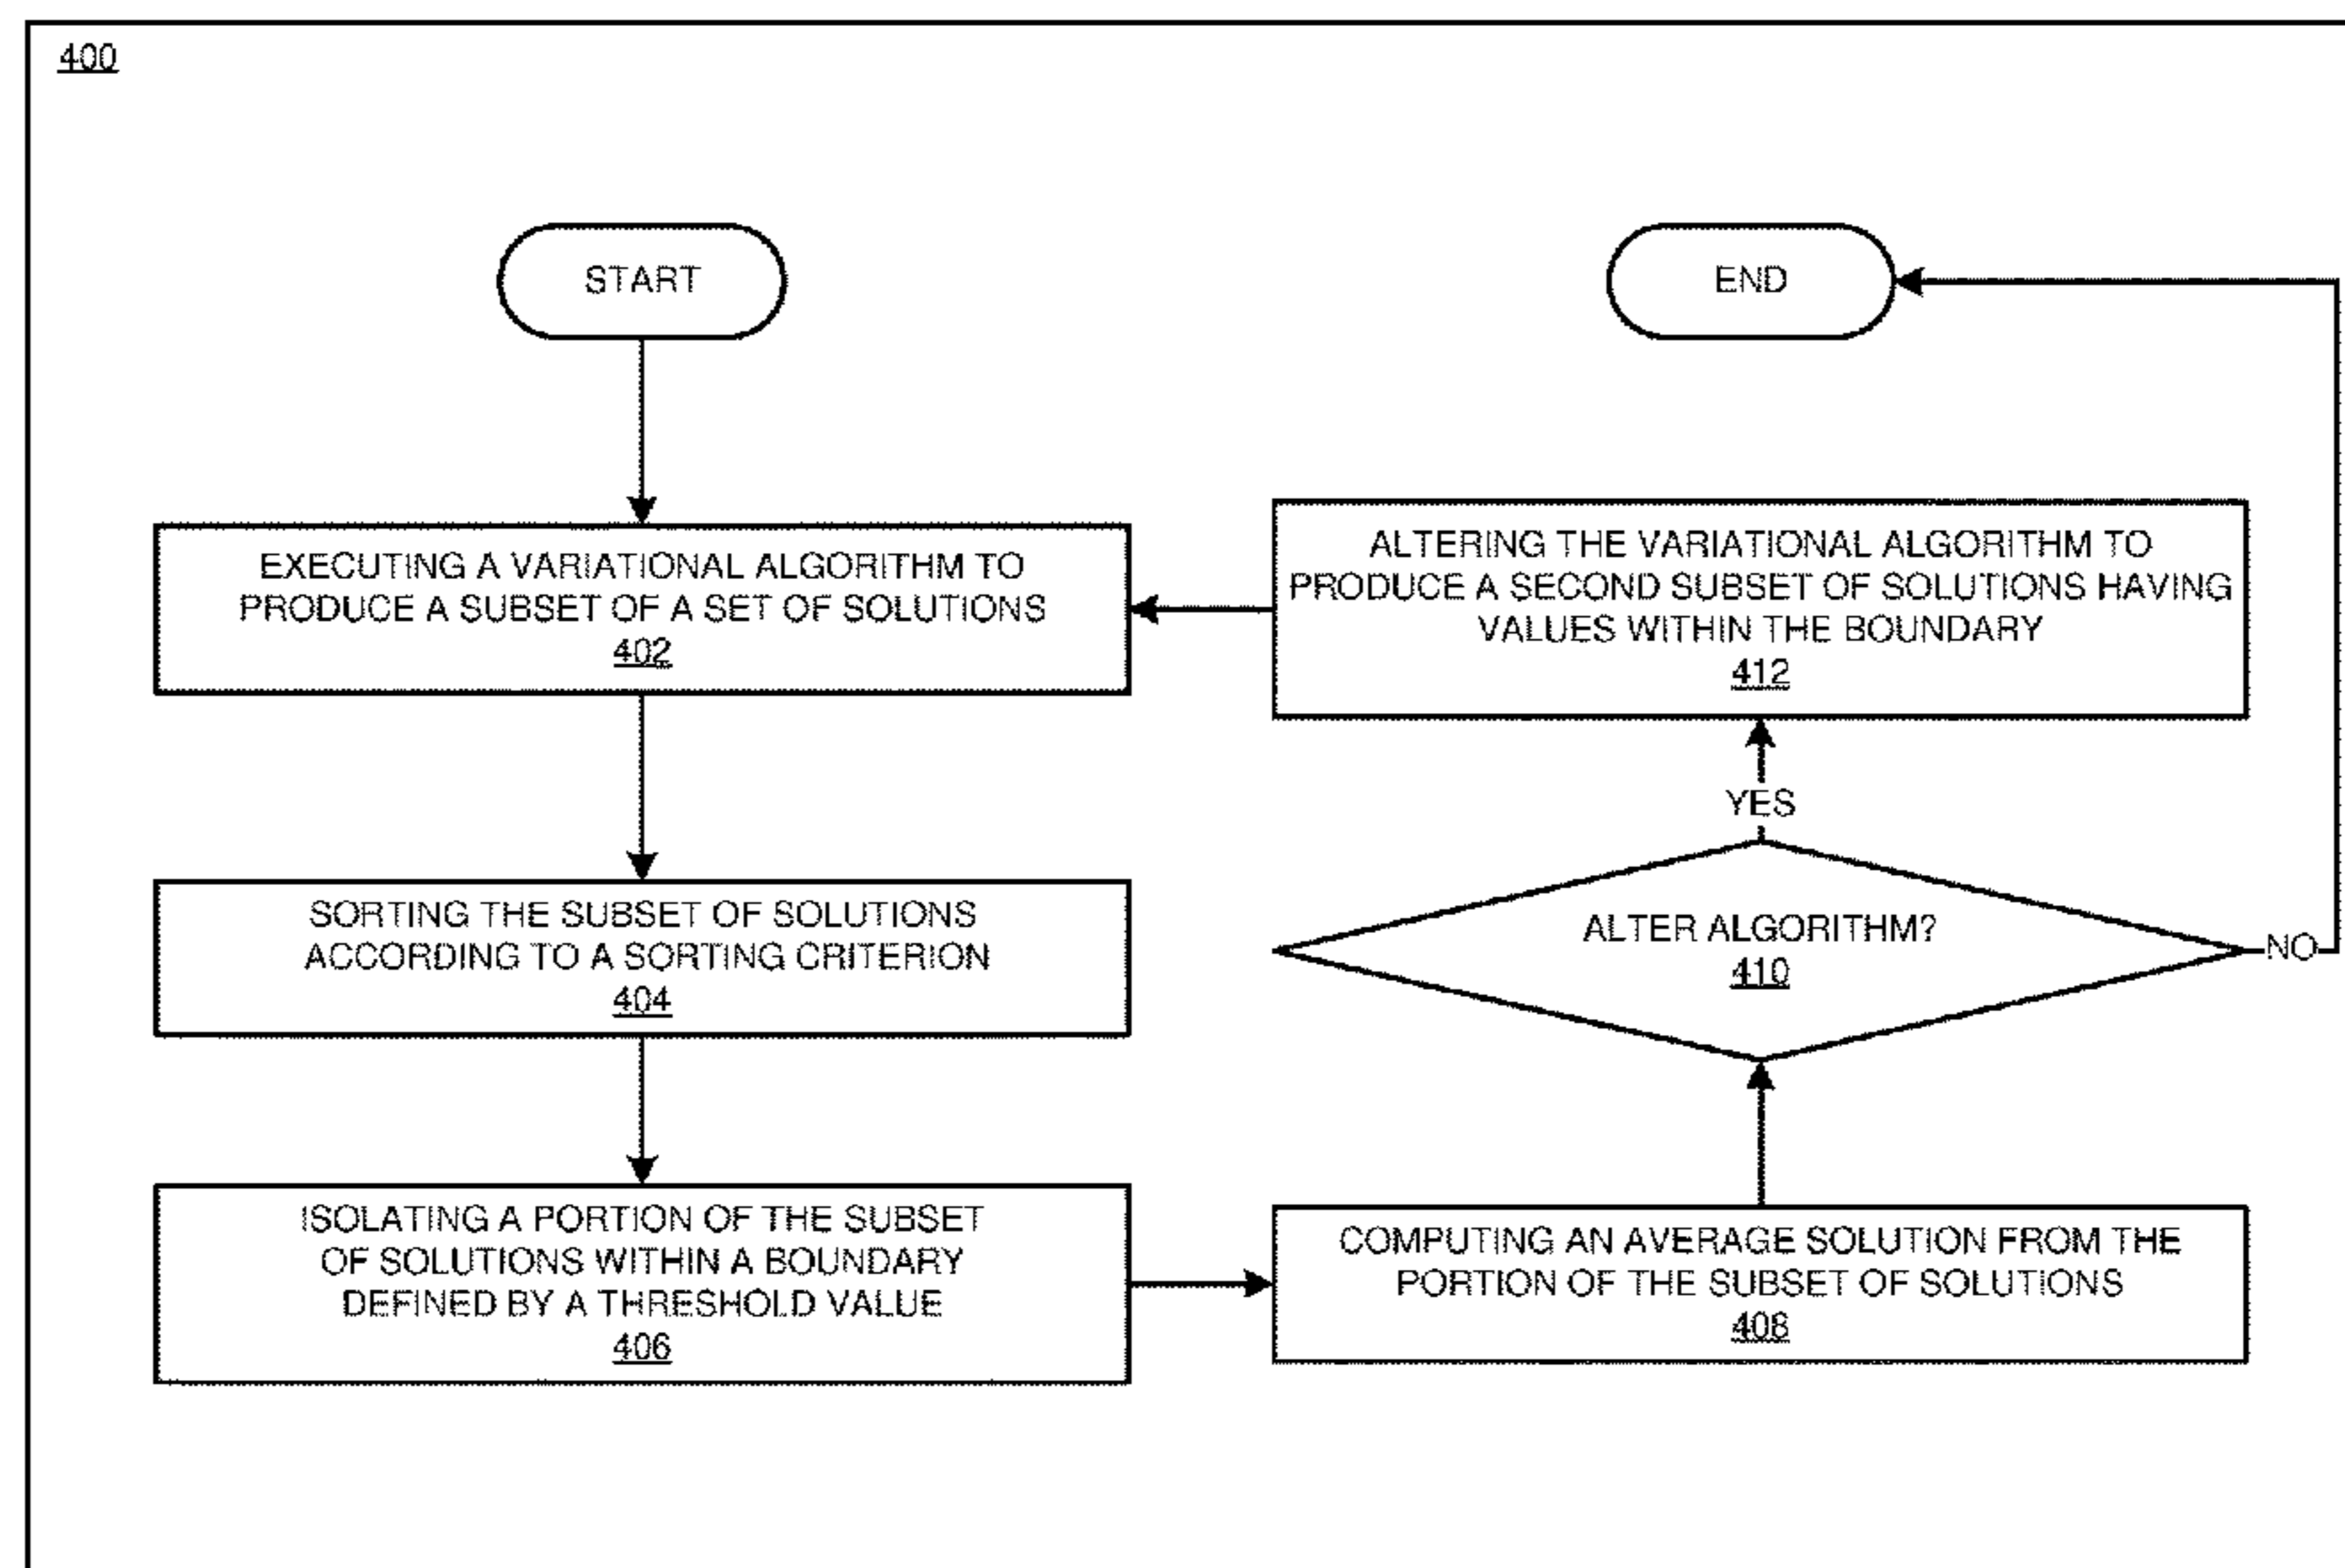 400
START
EXECUTING A VARIATIONAL ALGORITHM TO
PRODUCE A SUBSET OF A SET OF SOLUTIONS
402
SORTING THE SUBSET OF SOLUTIONS
ACCORDING TO A SORTING CRITERION
404
ISOLATING A PORTION OF THE SUBSET
OF SOLUTIONS WITHIN A BOUNDARY
DEFINED BY A THRESHOLD VALUE
406
COMPUTING AN AVERAGE SOLUTION FROM THE
PORTION OF THE SUBSET OF SOLUTIONS
408
ALTER ALGORITHM?
410
YES
NO
ALTERING THE VARIATIONAL ALGORITHM TO
PRODUCE A SECOND SUBSET OF SOLUTIONS HAVING
VALUES WITHIN THE BOUNDARY
412
END